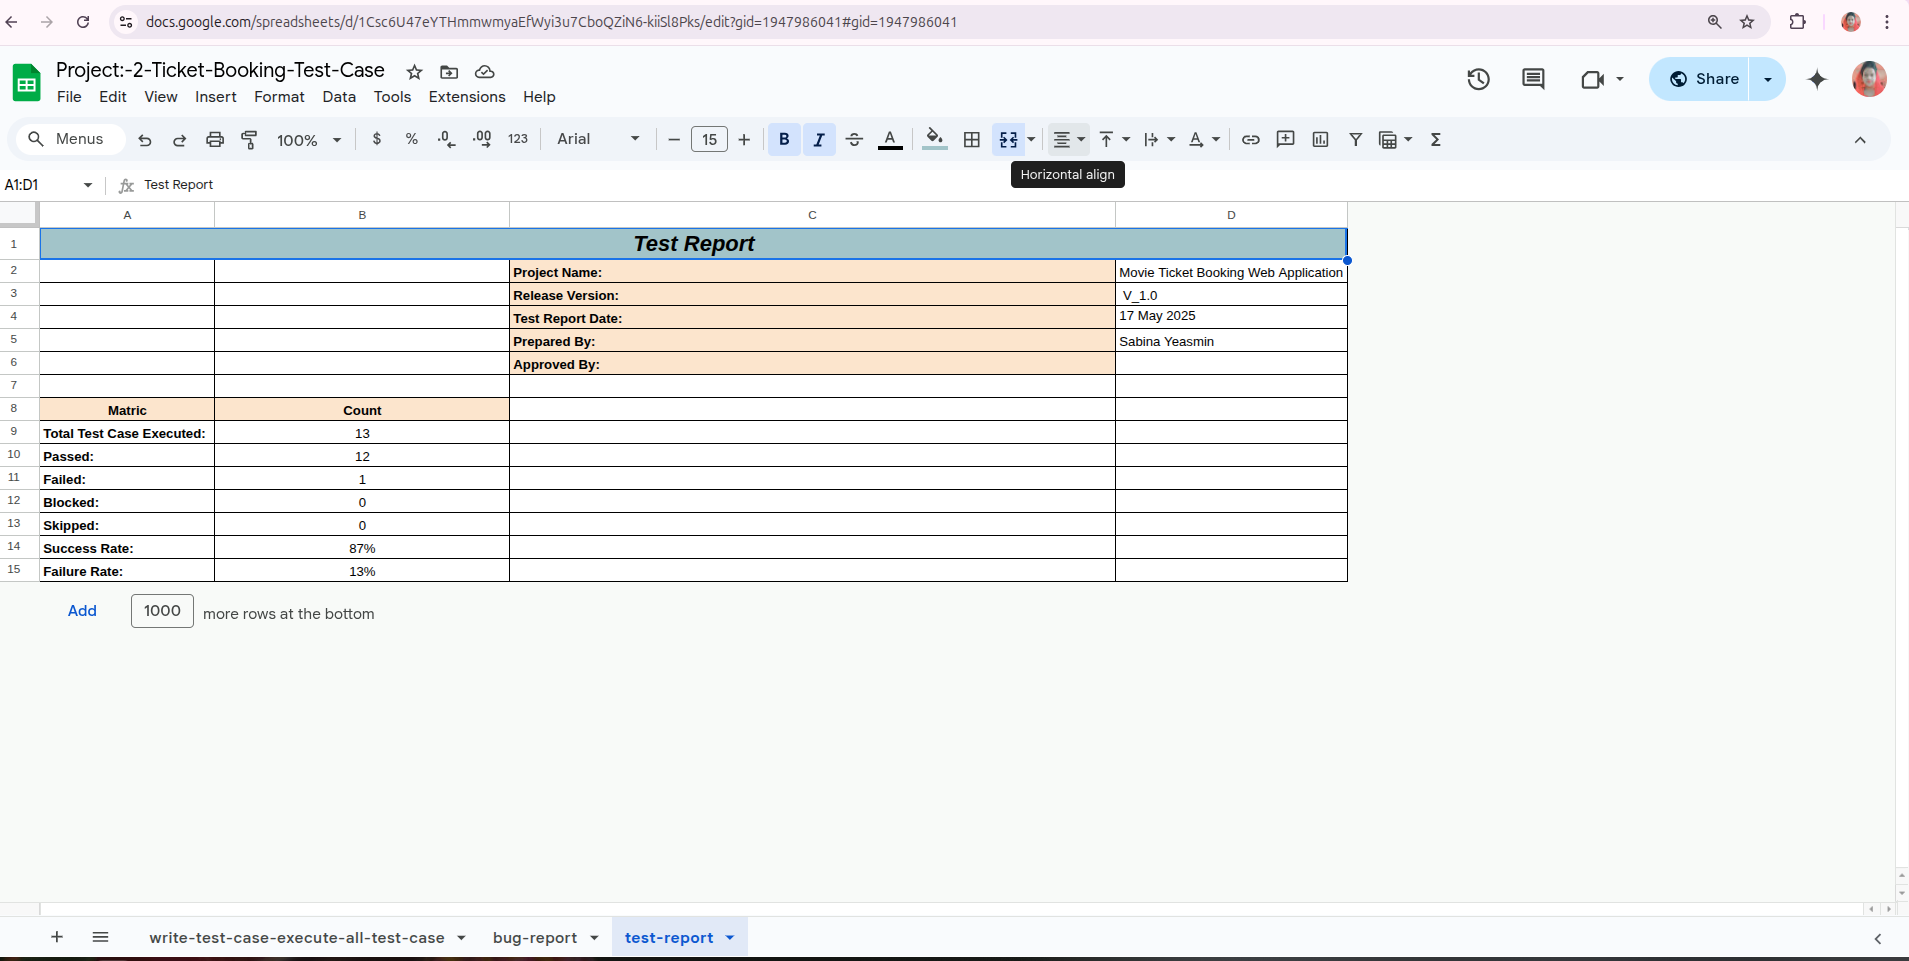 docs.google.com/spreadsheets/d/1Csc6U47eYTHmmwmyaEfWyi3u7CboQZiN6-kiiSl8Pks/edit?gid=1947986041#gid=1947986041
Project:-2-Ticket-Booking-Test-Case
File Edit View Insert Format Data Tools Extensions Help
Share
Menus 100% $ % .0 .00 123 Arial 15 B I A
Horizontal align
A1:D1 fx Test Report
A B C D
1 Test Report
2 Project Name: Movie Ticket Booking Web Application
3 Release Version: V_1.0
4 Test Report Date: 17 May 2025
5 Prepared By: Sabina Yeasmin
6 Approved By:
7
8 Matric Count
9 Total Test Case Executed: 13
10 Passed: 12
11 Failed: 1
12 Blocked: 0
13 Skipped: 0
14 Success Rate: 87%
15 Failure Rate: 13%
Add 1000 more rows at the bottom
write-test-case-execute-all-test-case bug-report test-report